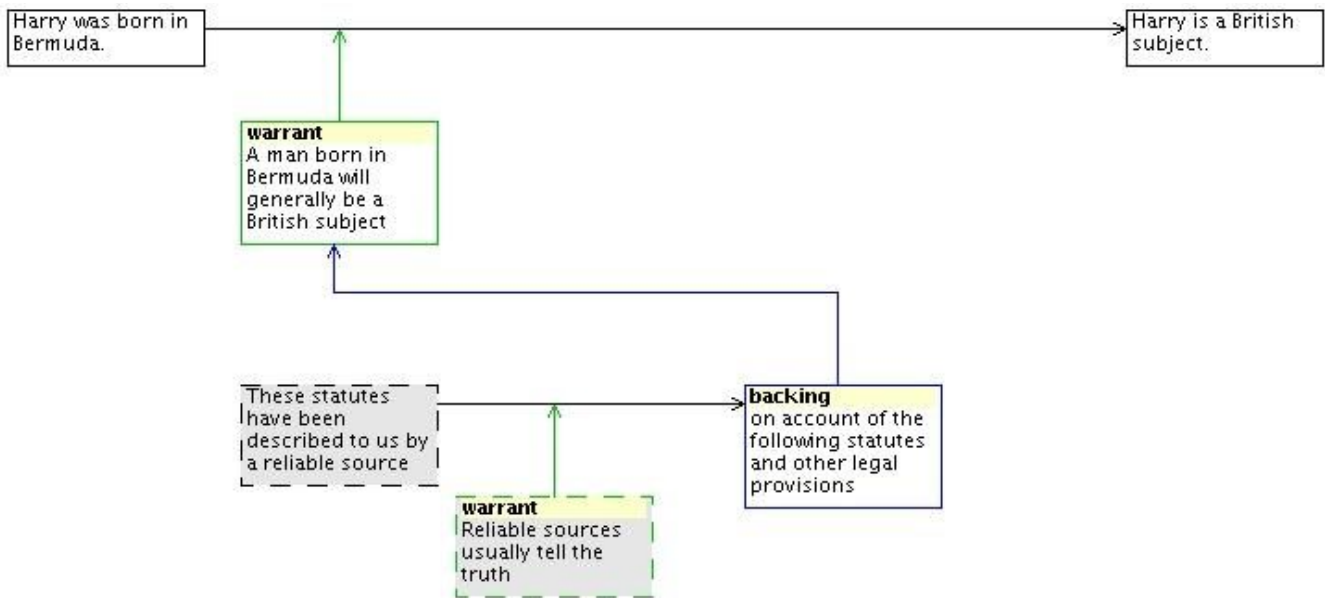 Harry was born in
Bermuda.
Harry is a British
subject.
warrant
A man born in
Bermuda will
generally be a
British subject
These statutes
have been
described to us by
a reliable source
backing
on account of the
following statutes
and other legal
provisions
warrant
Reliable sources
usually tell the
truth